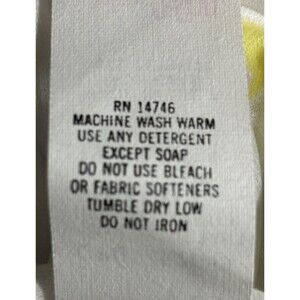 RN 14746
MACHINE WASH WARM
USE ANY DETERGENT
EXCEPT SOAP
DO NOT USE BLEACH
OR FABRIC SOFTENERS
TUMBLE DRY LOW
DO NOT IRON